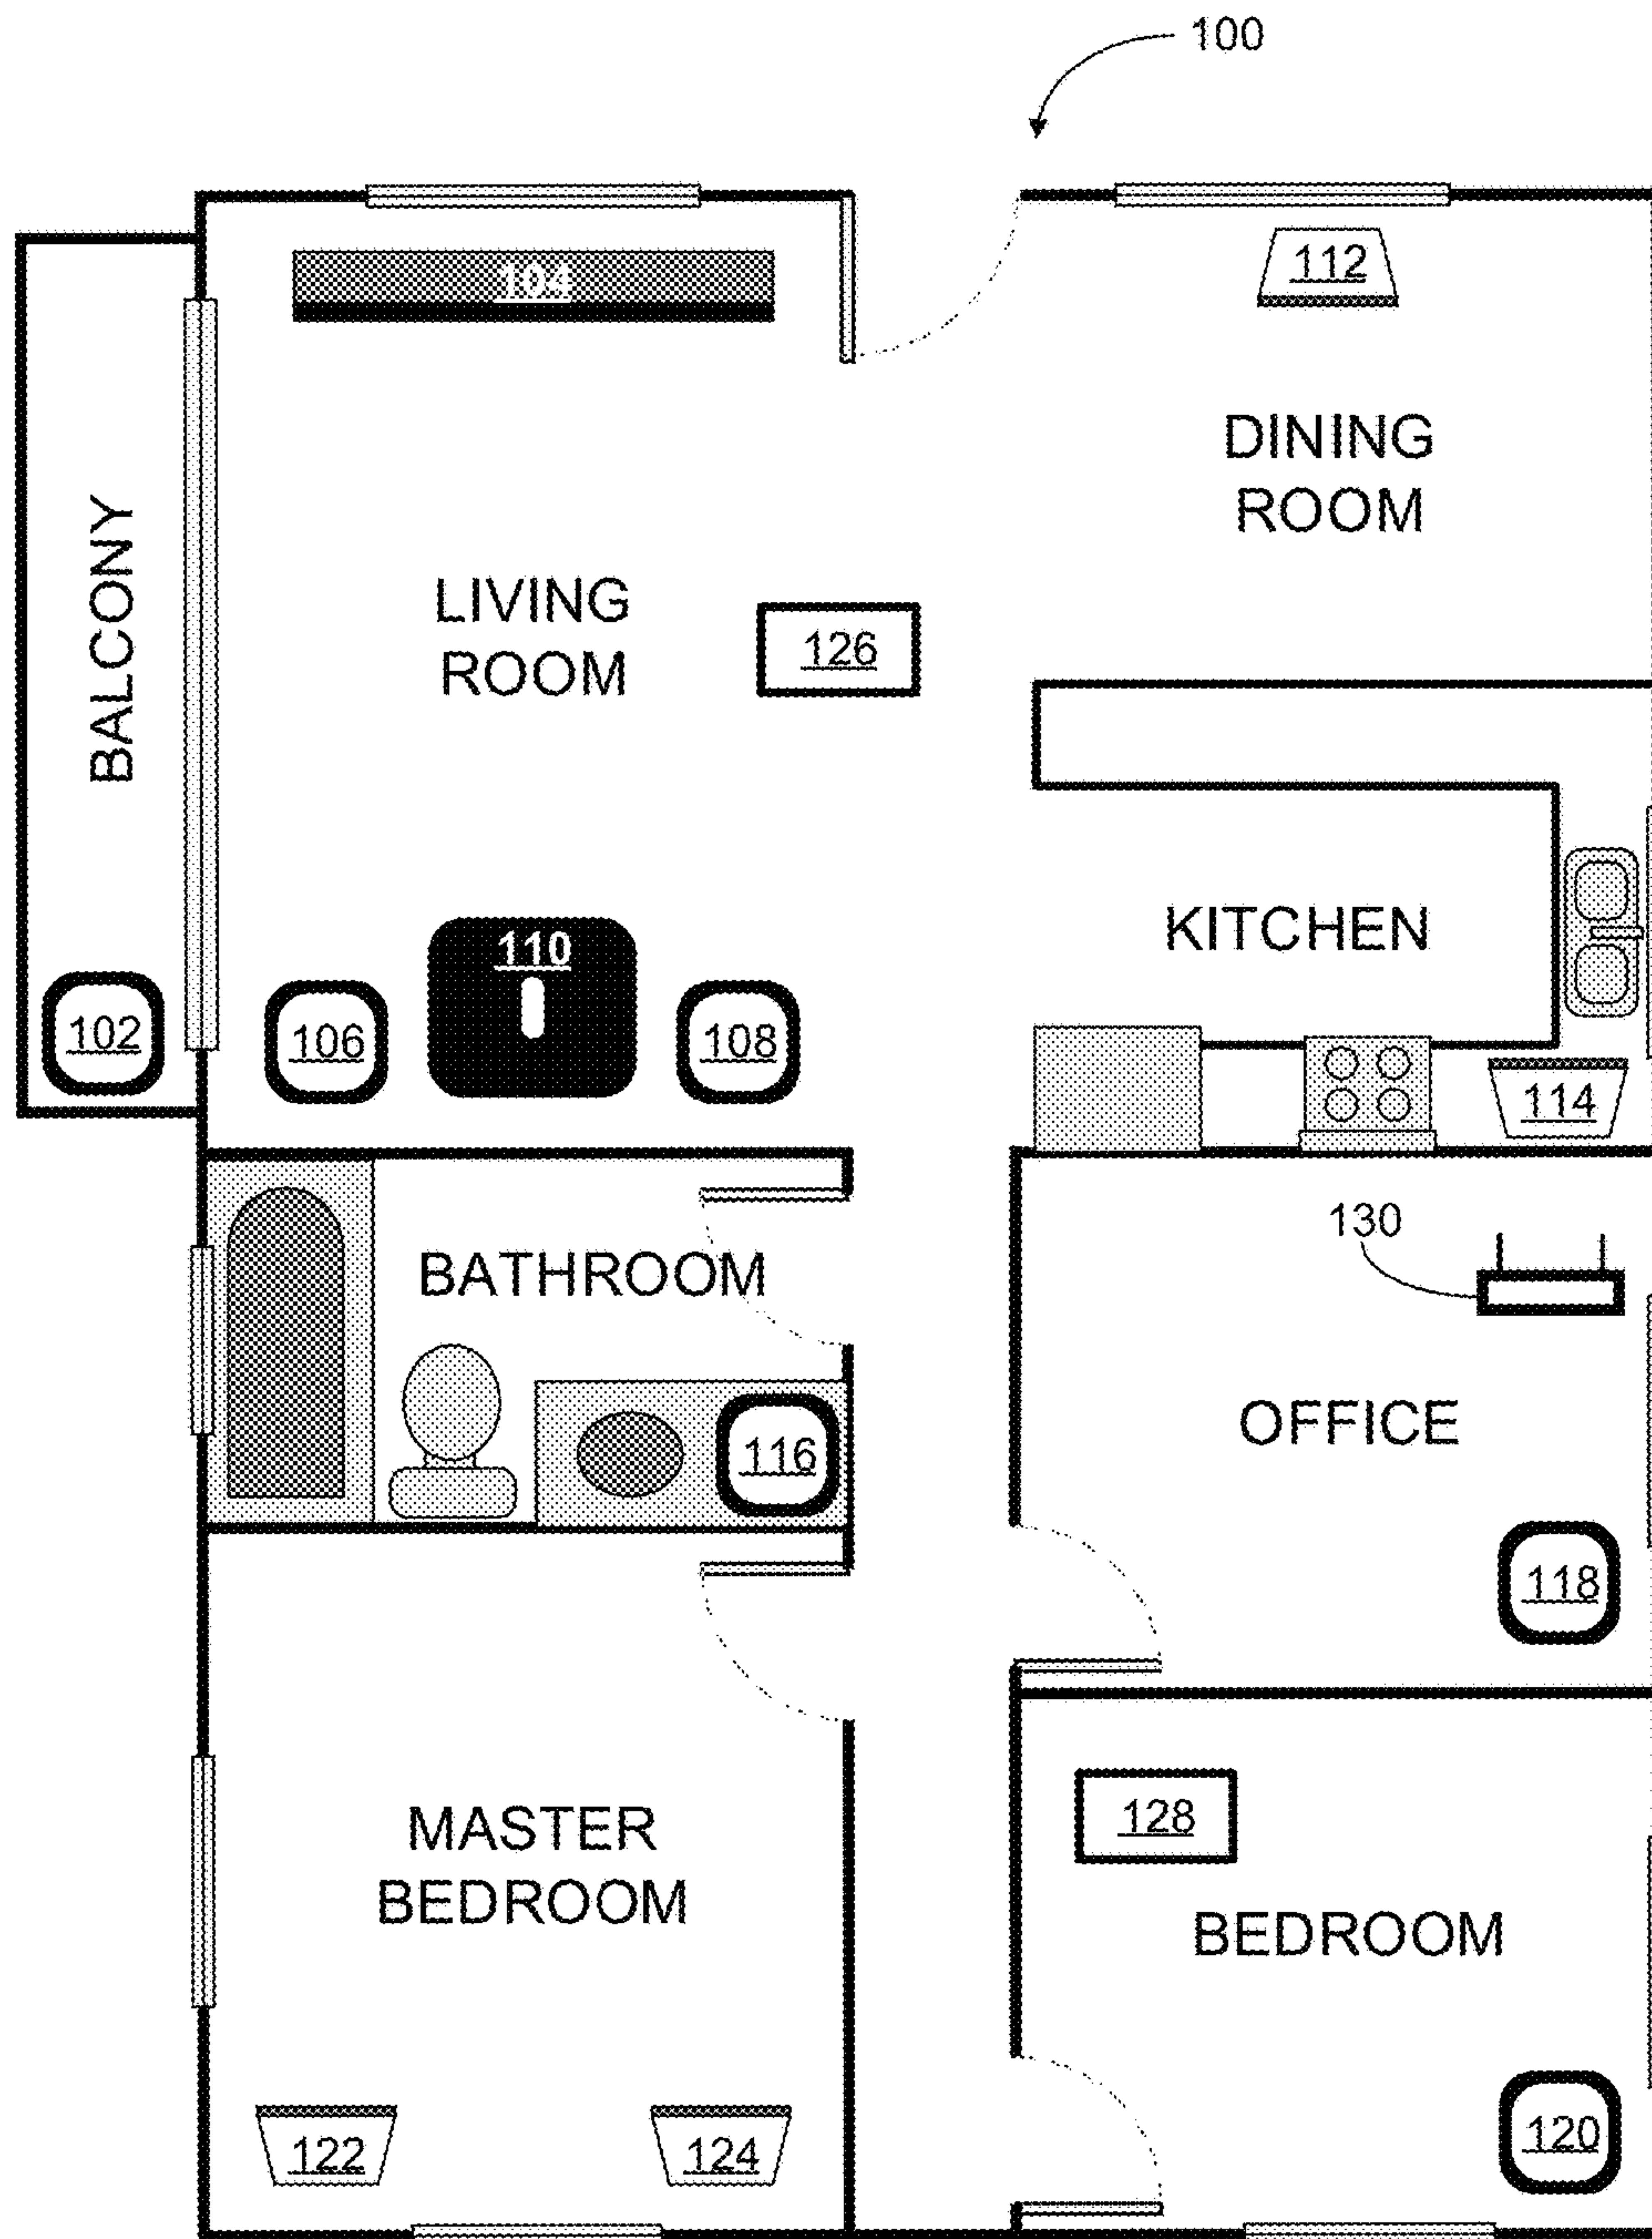 100
104
112
DINING
ROOM
BALCONY
LIVING
ROOM
126
110
KITCHEN
102
106
108
114
130
BATHROOM
OFFICE
116
118
128
MASTER
BEDROOM
BEDROOM
122
124
120